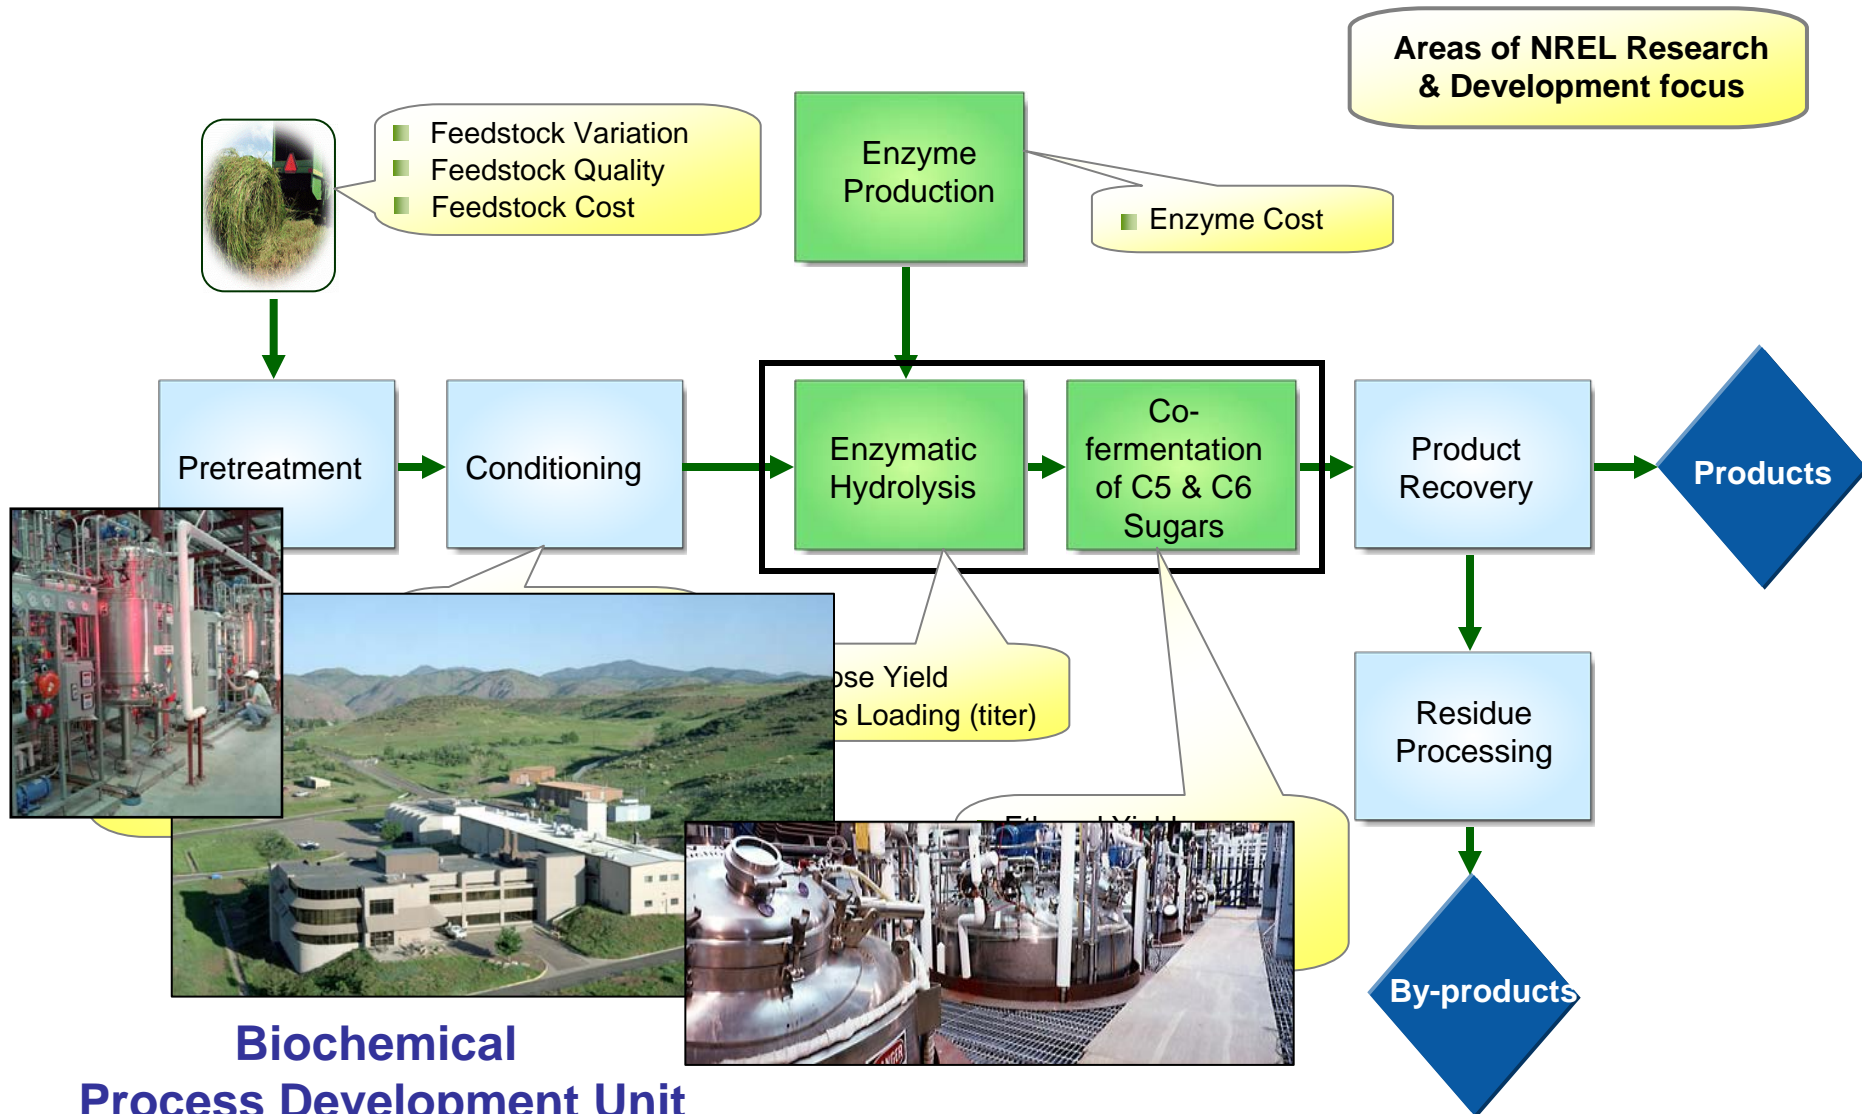 Areas of NREL Research
& Development focus
Feedstock Variation
Feedstock Quality
Feedstock Cost
Enzyme
Production
Enzyme Cost
Pretreatment
Conditioning
Enzymatic
Hydrolysis
Co-
fermentation
of C5 & C6
Sugars
Product
Recovery
Products
Yield
Loading (titer)
Residue
Processing
By-products
Biochemical
Process Development Unit